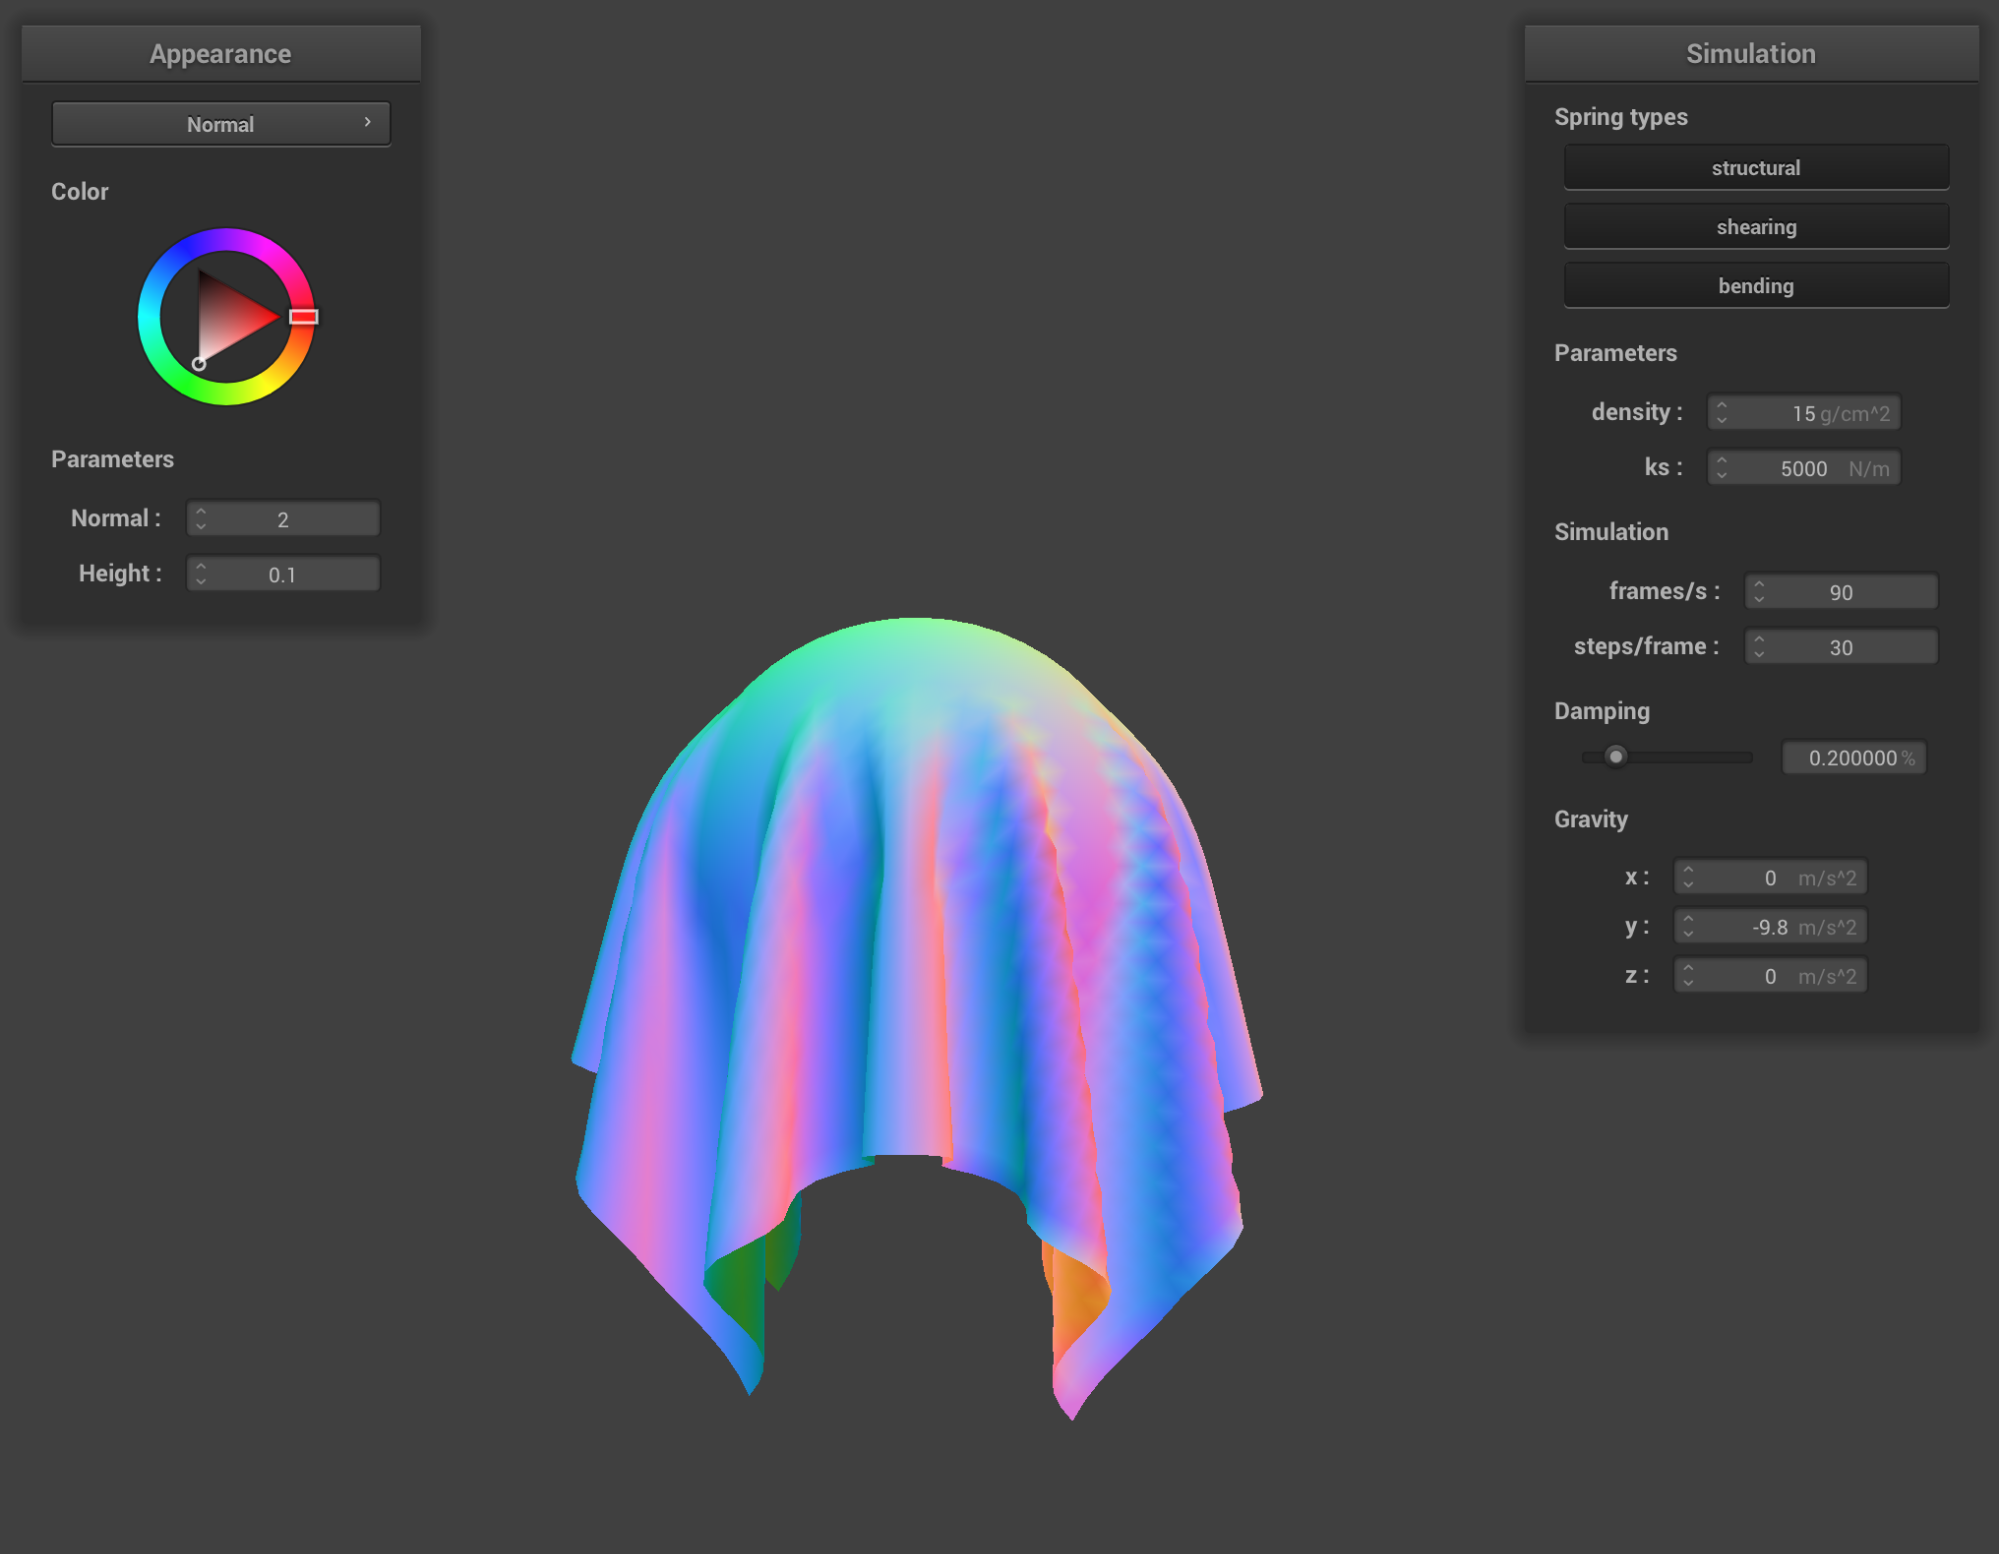 Appearance
Normal
Color
Parameters
Normal : 2
Height : 0.1
Simulation
Spring types
structural
shearing
bending
Parameters
density : 15 g/cm^2
ks : 5000 N/m
Simulation
frames/s : 90
steps/frame : 30
Damping
0.200000 %
Gravity
x : 0 m/s^2
y : -9.8 m/s^2
z : 0 m/s^2